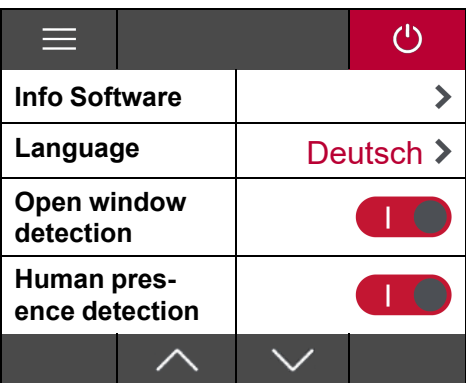 Info Software
Language
Deutsch
Open window
detection
Human pres-
ence detection